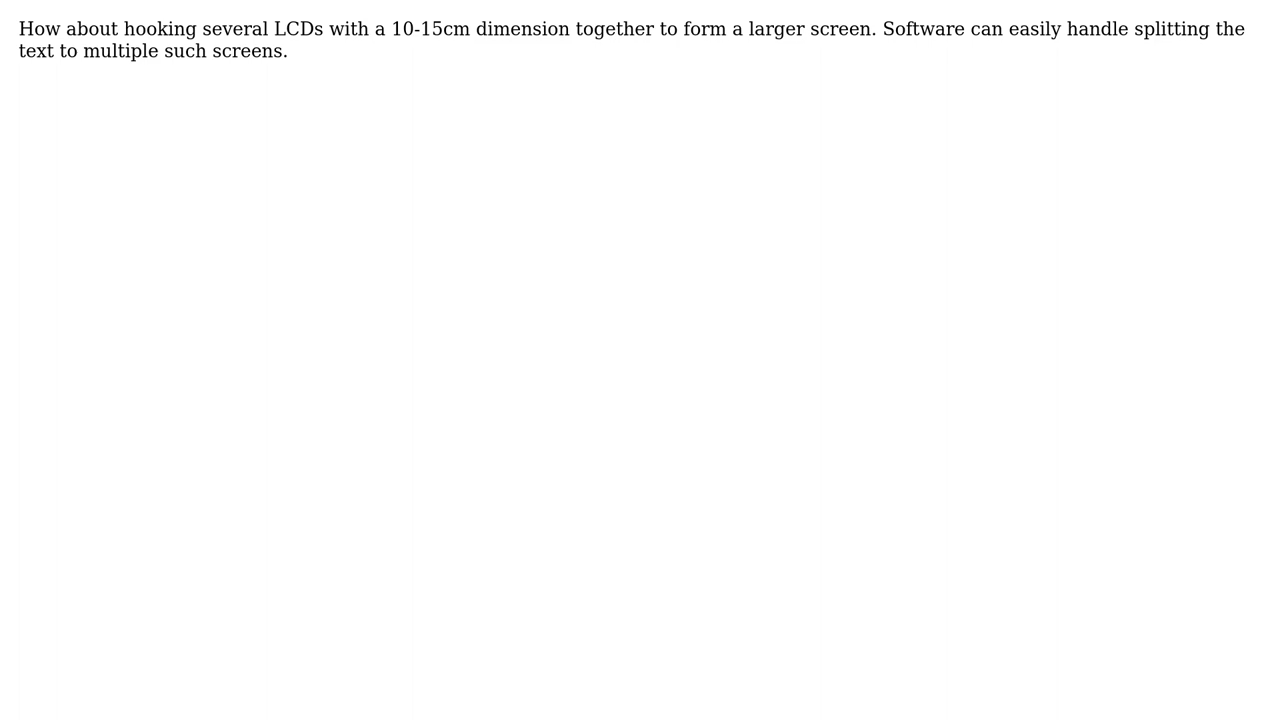 How about hooking several LCDs with a 10-15cm dimension together to form a larger screen. Software can easily handle splitting the
text to multiple such screens.